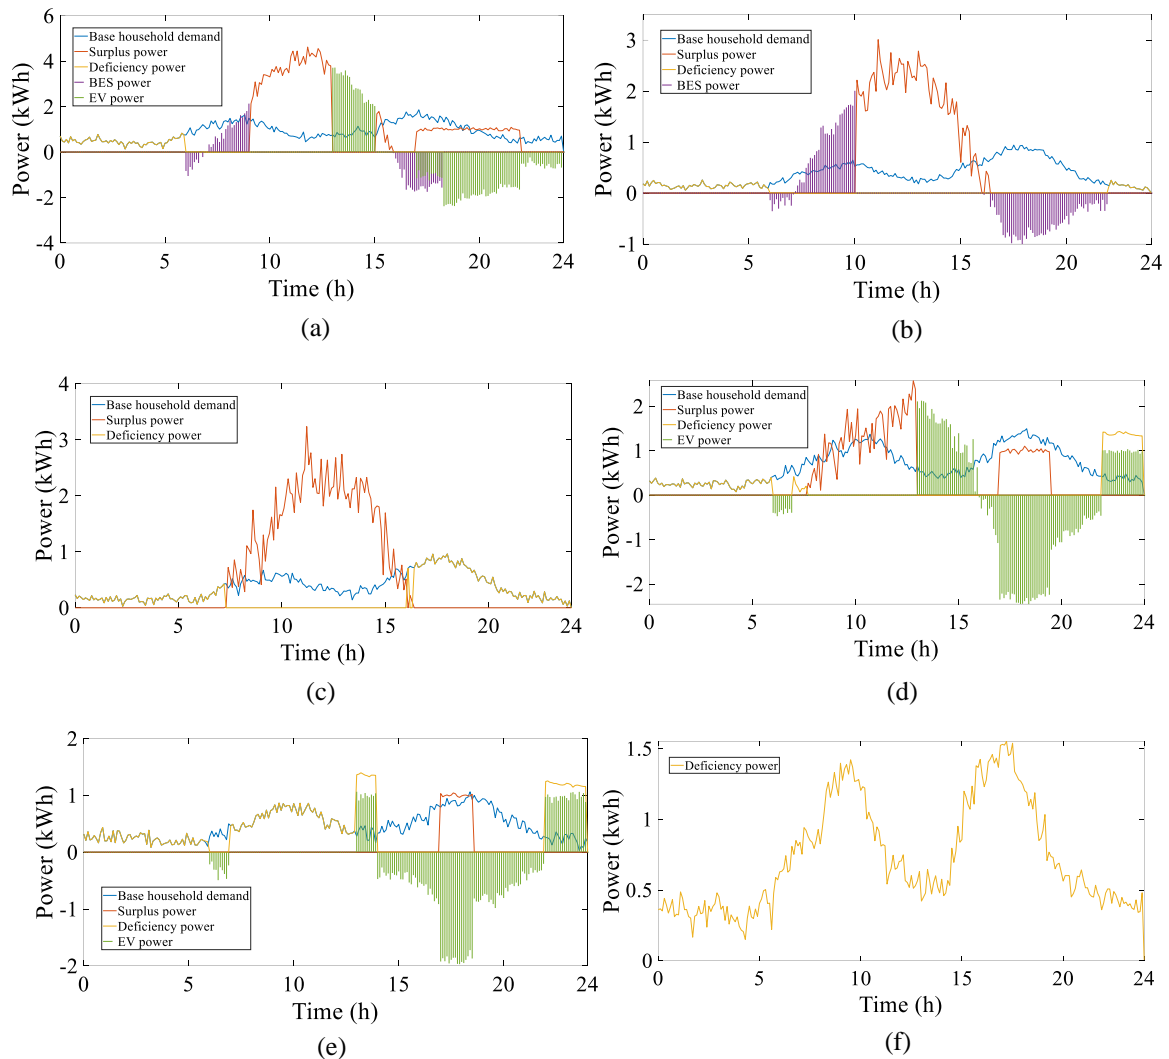 6
4
2
0
-2
-4
Power (kWh)
Base household demand
Surplus power
Deficiency power
BES power
EV power
0 5 10 15 20 24
Time (h)
(a)
3
2
1
0
-1
Power (kWh)
Base household demand
Surplus power
Deficiency power
BES power
0 5 10 15 20 24
Time (h)
(b)
4
3
2
1
0
Power (kWh)
Base household demand
Surplus power
Deficiency power
0 5 10 15 20 24
Time (h)
(c)
2
1
0
-1
-2
Power (kWh)
Base household demand
Surplus power
Deficiency power
EV power
0 5 10 15 20 24
Time (h)
(d)
2
1
0
-1
-2
Power (kWh)
Base household demand
Surplus power
Deficiency power
EV power
0 5 10 15 20 24
Time (h)
(e)
1.5
1
0.5
0
Power (kwh)
Deficiency power
0 5 10 15 20 24
Time (h)
(f)